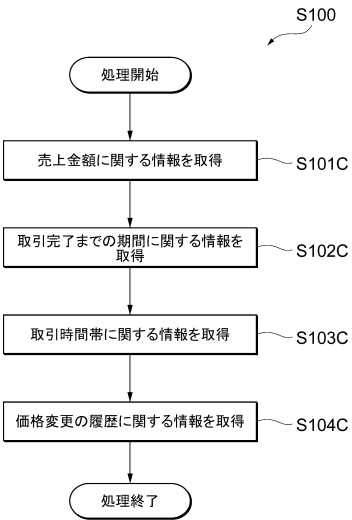 S100
処理開始
売上金額に関する情報を取得
S101C
取引完了までの期間に関する情報を
取得
S102C
取引時間帯に関する情報を取得
S103C
価格変更の履歴に関する情報を取得
S104C
処理終了